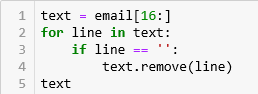 1 text = email[16:]
2 for line in text:
3     if line == '':
4         text.remove(line)
5 text